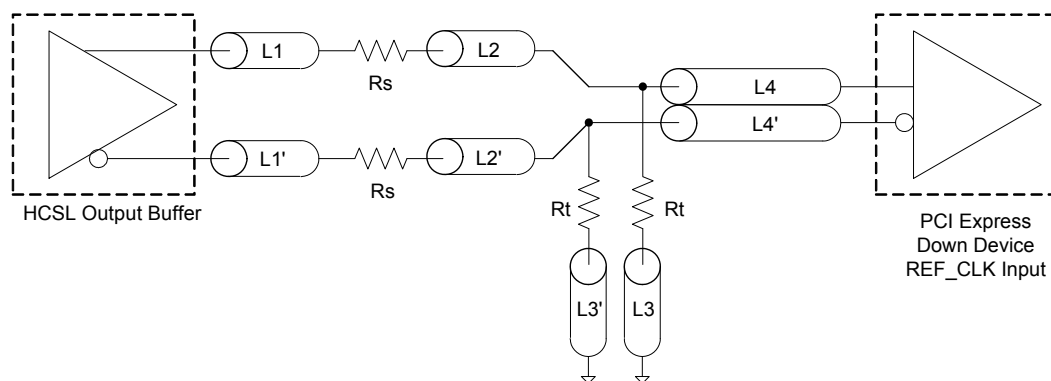 L1
L2
Rs
L4
L4'
L1'
L2'
Rs
HCSL Output Buffer
Rt
Rt
PCI Express
Down Device
REF_CLK Input
L3'
L3